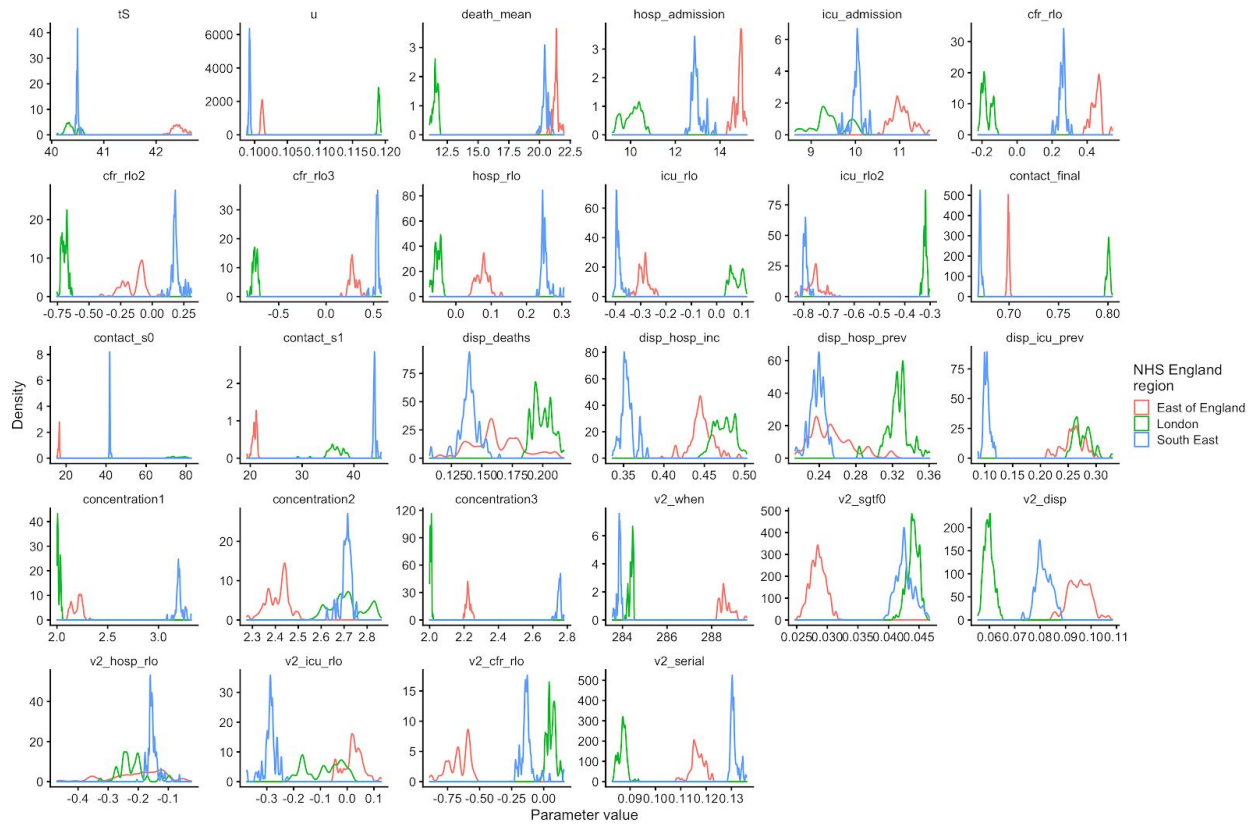 tS
40
30
20
10
0
40 41 42
u
6000
4000
2000
0
0.100 0.105 0.110 0.115 0.120
death_mean
3
2
1
0
12.5 15.0 17.5 20.0 22.5
hosp_admission
3
2
1
0
10 12 14
icu_admission
6
4
2
0
9 10 11
cfr_rlo
30
20
10
0
-0.2 0.0 0.2 0.4
cfr_rlo2
20
10
0
-0.75 -0.50 -0.25 0.00 0.25
cfr_rlo3
30
20
10
0
-0.5 0.0 0.5
hosp_rlo
80
60
40
20
0
0.0 0.1 0.2 0.3
icu_rlo
60
40
20
0
-0.4 -0.3 -0.2 -0.1 0.0 0.1
icu_rlo2
75
50
25
0
-0.8 -0.7 -0.6 -0.5 -0.4 -0.3
contact_final
500
400
300
200
100
0
0.70 0.75 0.80
Density
contact_s0
8
6
4
2
0
20 40 60 80
contact_s1
2
1
0
20 30 40
disp_deaths
75
50
25
0
0.125 0.150 0.175 0.200
disp_hosp_inc
80
60
40
20
0
0.35 0.40 0.45 0.50
disp_hosp_prev
60
40
20
0
0.24 0.28 0.32 0.36
disp_icu_prev
75
50
25
0
0.10 0.15 0.20 0.25 0.30
NHS England
region
East of England
London
South East
concentration1
40
30
20
10
0
2.0 2.5 3.0
concentration2
20
10
0
2.3 2.4 2.5 2.6 2.7 2.8
concentration3
120
90
60
30
0
2.0 2.2 2.4 2.6 2.8
v2_when
6
4
2
0
284 286 288
v2_sgtf0
500
400
300
200
100
0
0.025 0.030 0.035 0.040 0.045
v2_disp
200
150
100
50
0
0.06 0.07 0.08 0.09 0.10 0.11
v2_hosp_rlo
40
20
0
-0.4 -0.3 -0.2 -0.1
v2_icu_rlo
30
20
10
0
-0.3 -0.2 -0.1 0.0 0.1
v2_cfr_rlo
15
10
5
0
-0.75 -0.50 -0.25 0.00
v2_serial
500
400
300
200
100
0
0.09 0.10 0.11 0.12 0.13
Parameter value